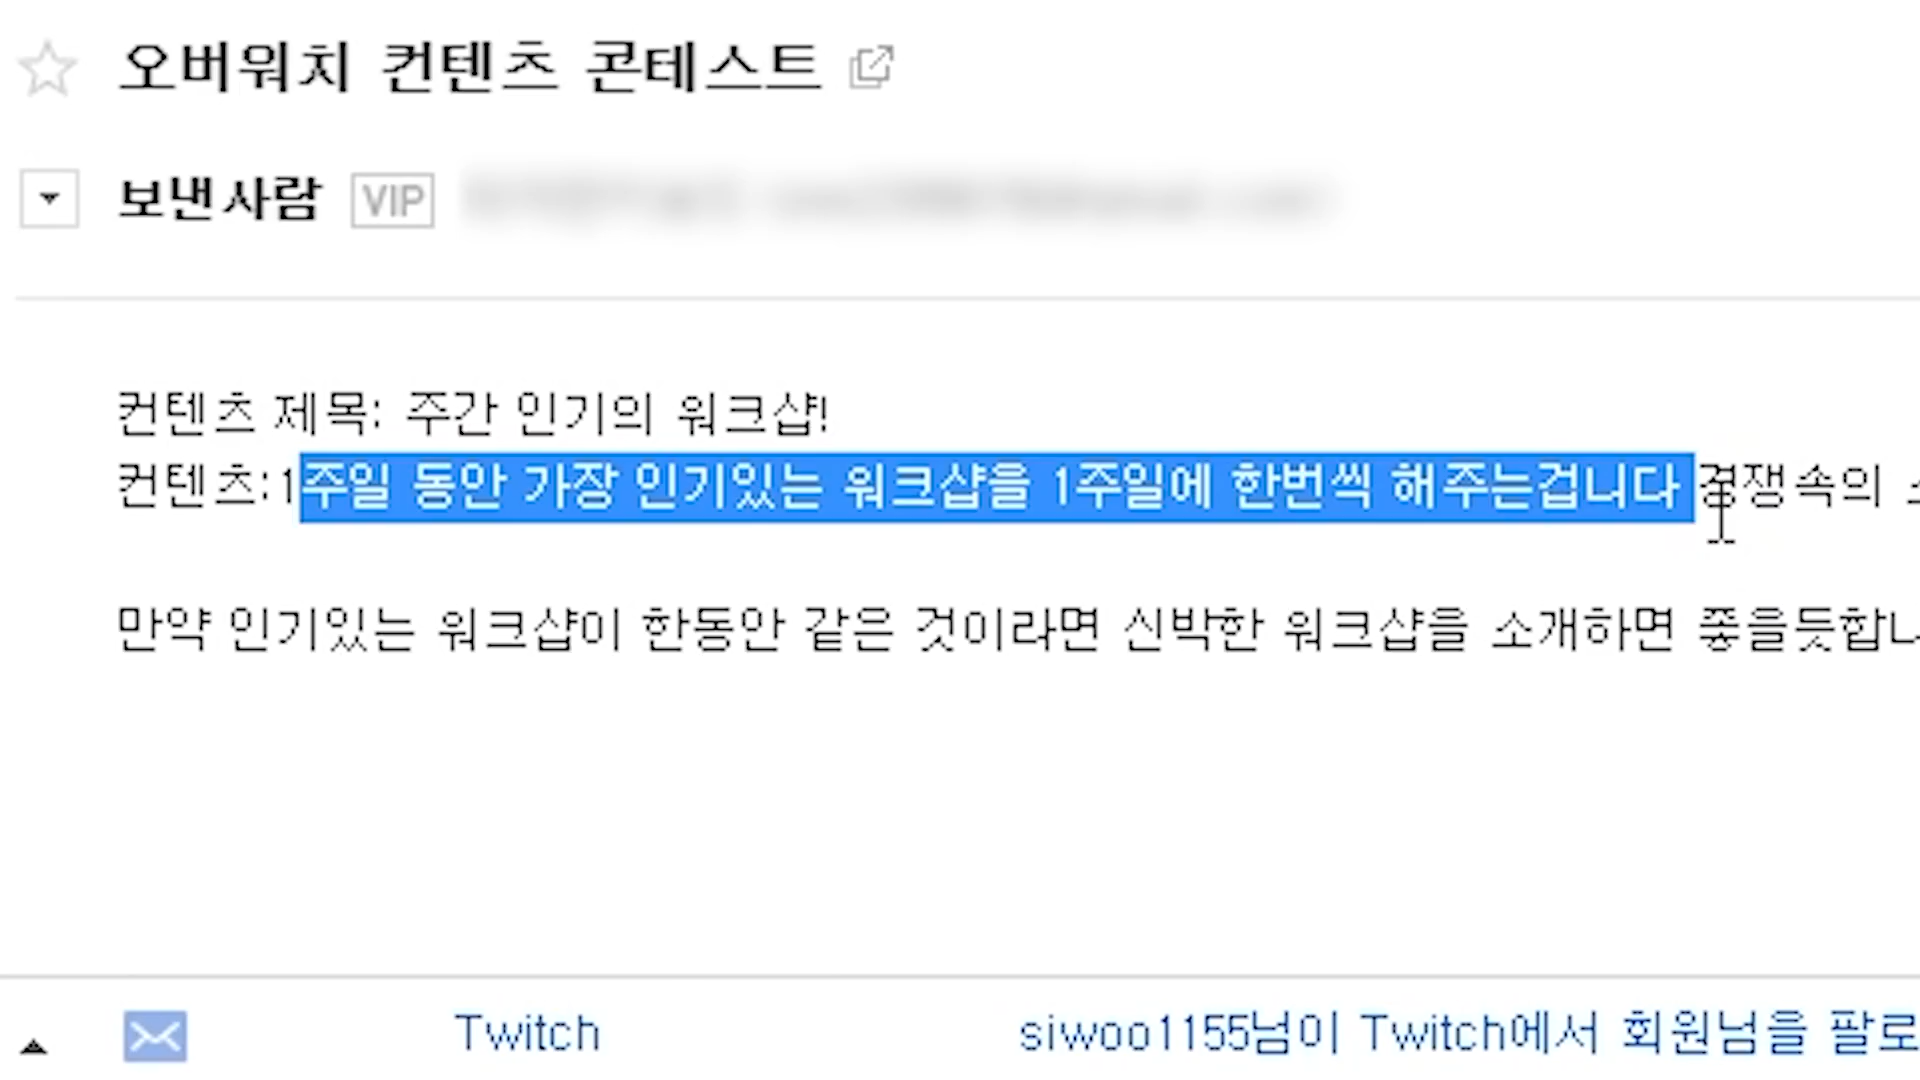 오버워치 컨텐츠 콘테스트
보낸사람 VIP
컨텐츠 제목: 주간 인기의 워크샵!
컨텐츠:1주일 동안 가장 인기있는 워크샵을 1주일에 한번씩 해주는겁니다 경쟁속의
만약 인기있는 워크샵이 한동안 같은 것이라면 신박한 워크샵을 소개하면 좋을듯합니
Twitch siwoo1155님이 Twitch에서 회원님을 팔로